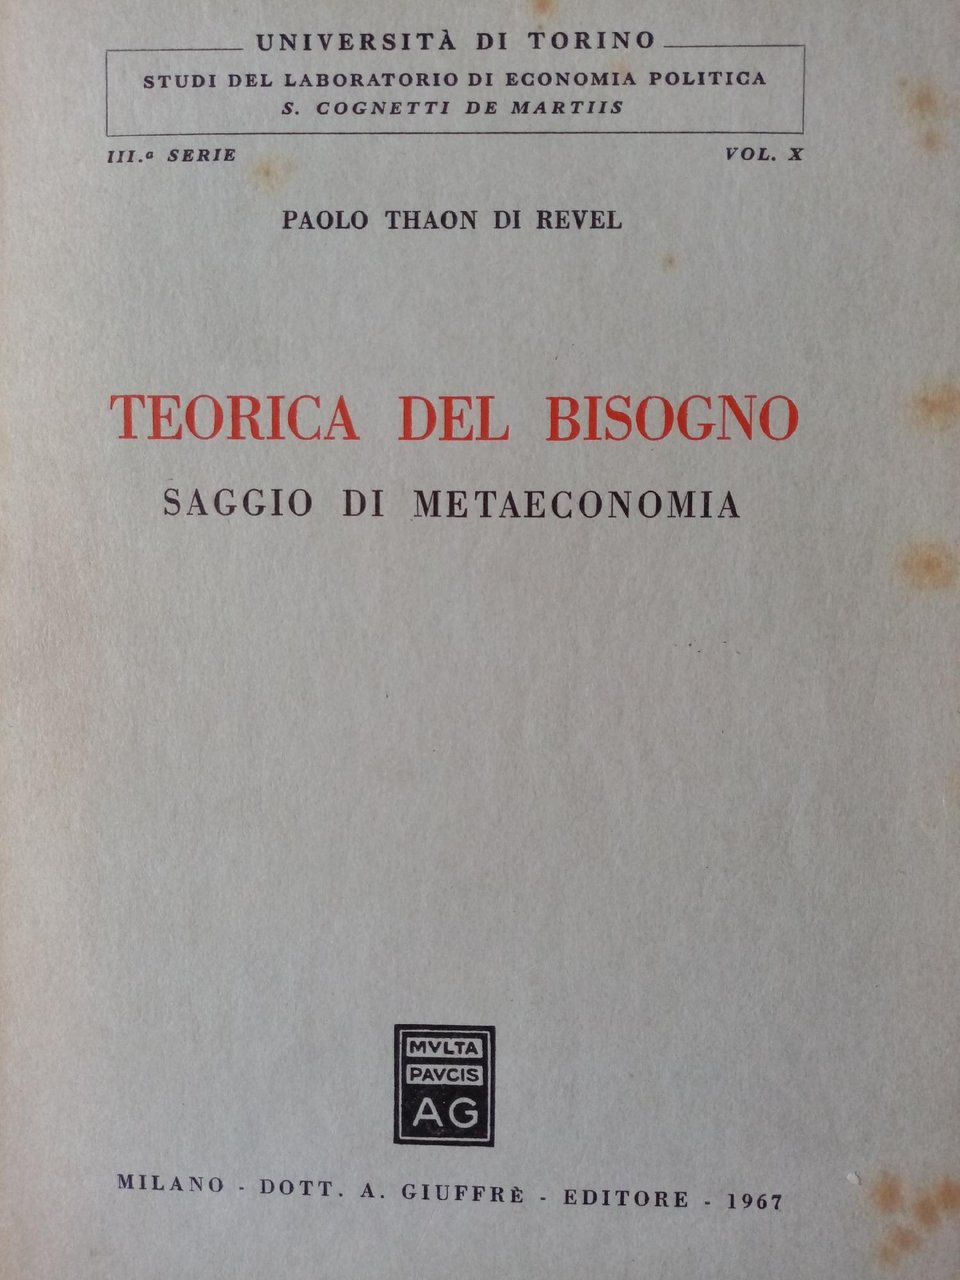 UNIVERSITÀ DI TORINO
STUDI DEL LABORATORIO DI ECONOMIA POLITICA
S. COGNETTI DE MARTIIS
III.ª SERIE VOL. X
PAOLO THAON DI REVEL
TEORICA DEL BISOGNO
SAGGIO DI METAECONOMIA
MVLTA
PAVCIS
AG
MILANO - DOTT. A. GIUFFRÈ - EDITORE - 1967